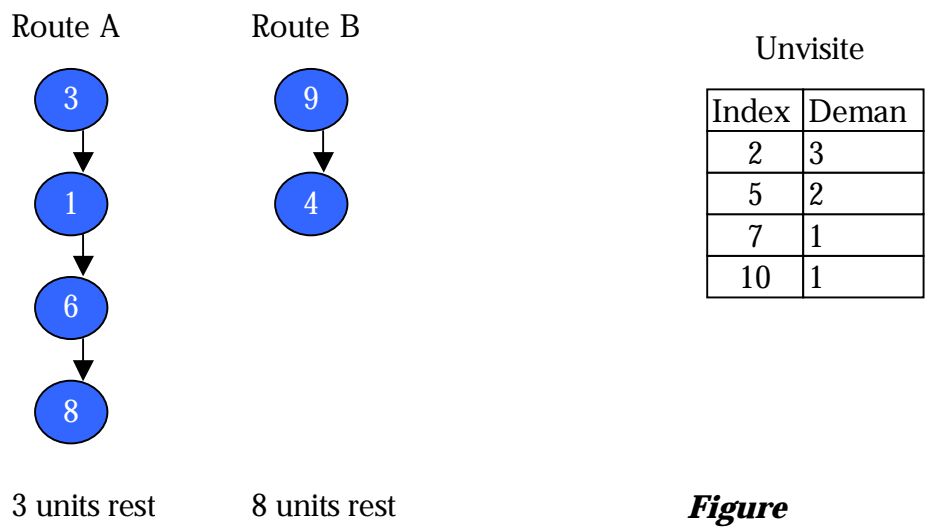 Route A
Route B
3
1
6
8
9
4
3 units rest
8 units rest
Unvisite
Index Deman
2 3
5 2
7 1
10 1
Figure